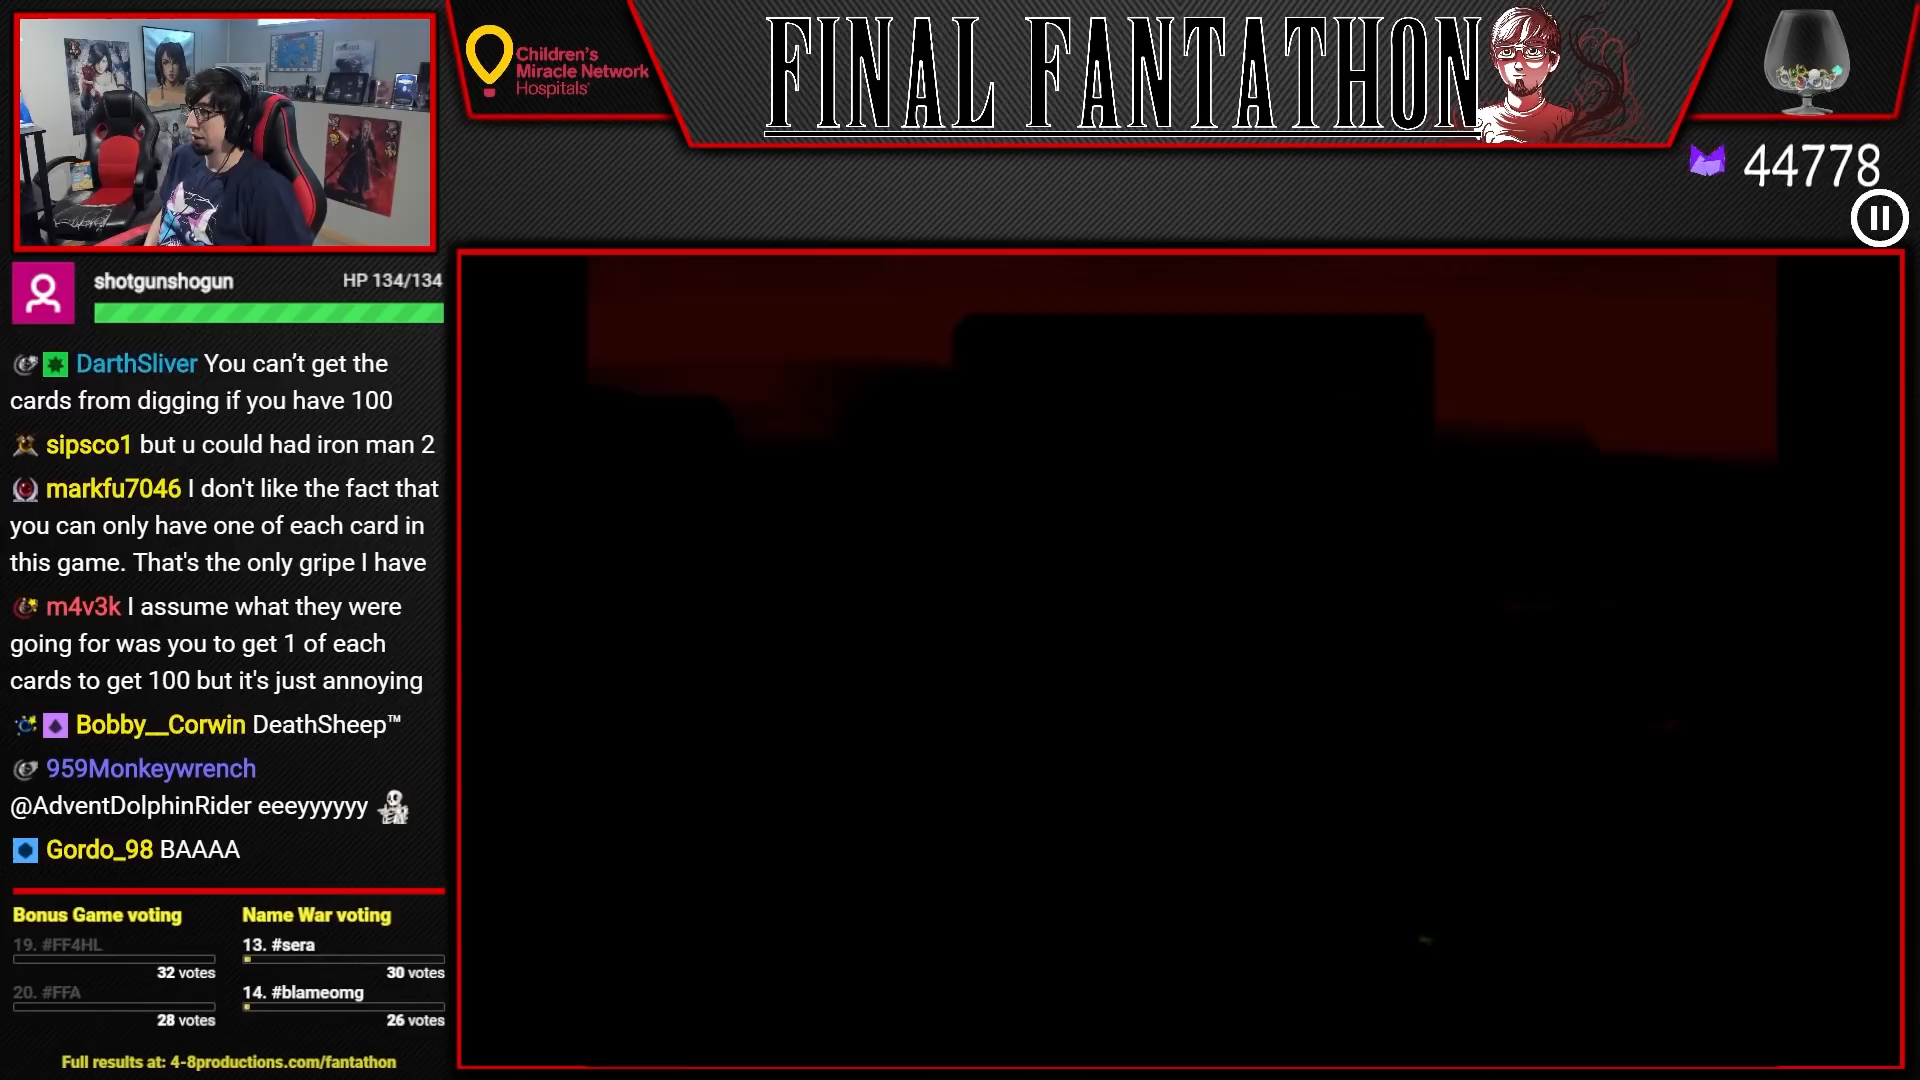 Children's
Miracle Network
Hospitals
FINAL FANTATHON
44778
shotgunshogun HP 134/134
DarthSliver You can't get the
cards from digging if you have 100
sipsco1 but u could had iron man 2
markfu7046 I don't like the fact that
you can only have one of each card in
this game. That's the only gripe I have
m4v3k I assume what they were
going for was you to get 1 of each
cards to get 100 but it's just annoying
Bobby__Corwin DeathSheep™
959Monkeywrench
@AdventDolphinRider eeeyyyyyy
Gordo_98 BAAAA
Bonus Game voting
19. #FF4HL
32 votes
20. #FFA
28 votes
Name War voting
13. #sera
30 votes
14. #blameomg
26 votes
Full results at: 4-8productions.com/fantathon